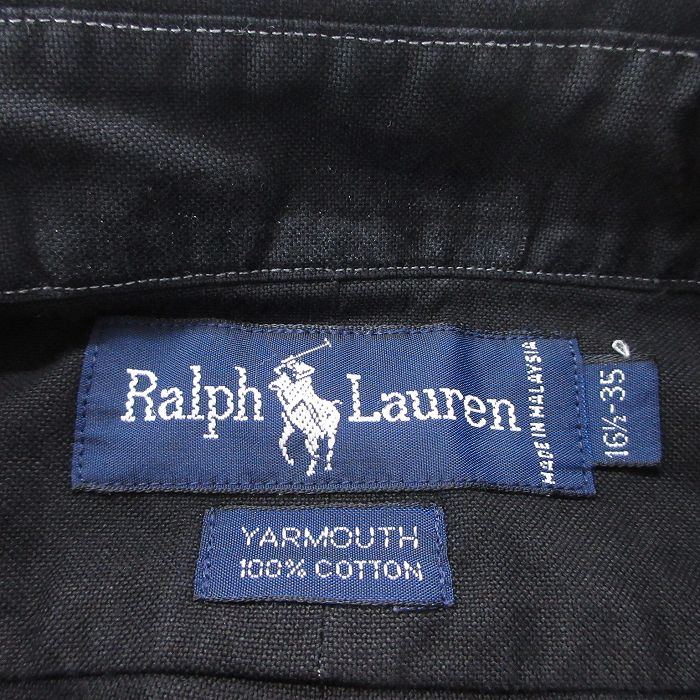 Ralph Lauren
MADE IN MALAYSIA
16½-35
YARMOUTH
100% COTTON